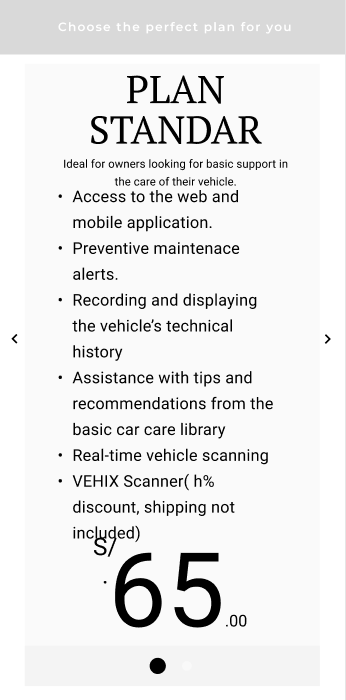 Choose the perfect plan for you
PLAN
STANDAR
Ideal for owners looking for basic support in
the care of their vehicle.
• Access to the web and
mobile application.
• Preventive maintenace
alerts.
• Recording and displaying
the vehicle’s technical
history
• Assistance with tips and
recommendations from the
basic car care library
• Real-time vehicle scanning
• VEHIX Scanner( h%
discount, shipping not
included)
S/
.
65
.00